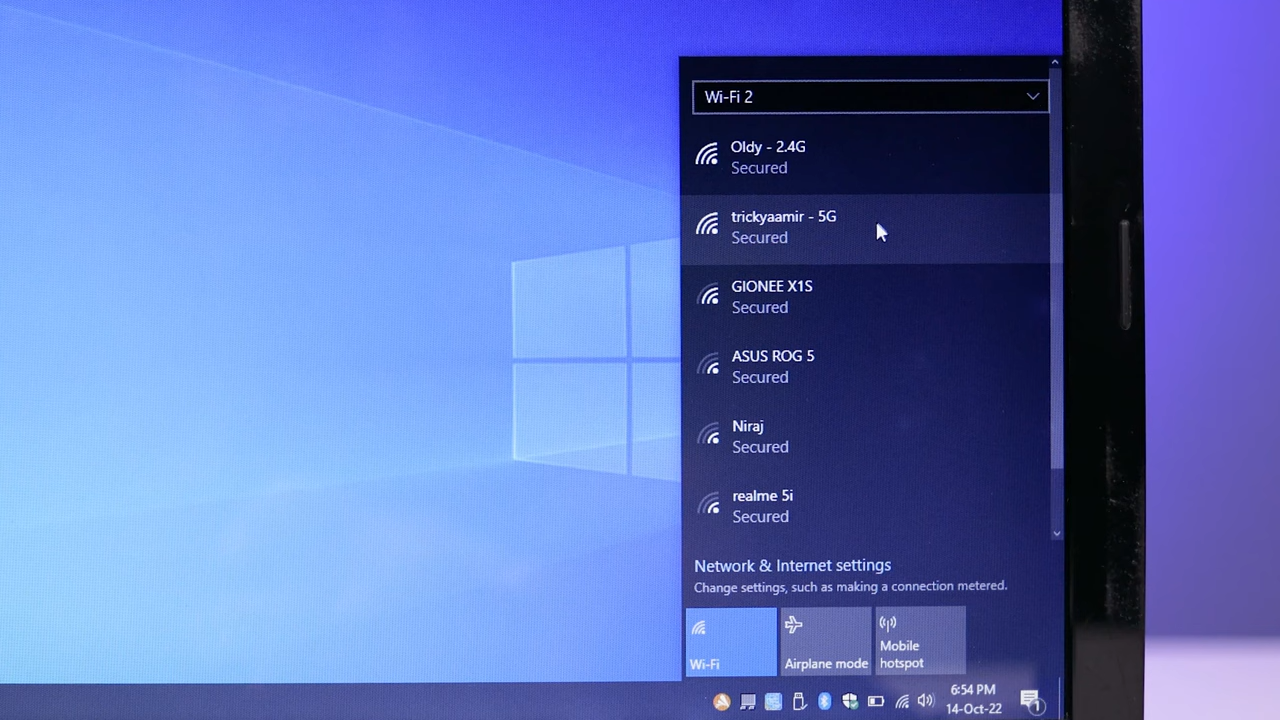 Wi-Fi 2
Oldy - 2.4G
Secured
trickyaamir - 5G
Secured
GIONEE X1S
Secured
ASUS ROG 5
Secured
Niraj
Secured
realme 5i
Secured
Network & Internet settings
Change settings, such as making a connection metered.
Wi-Fi
Airplane mode
Mobile
hotspot
6:54 PM
14-Oct-22
1